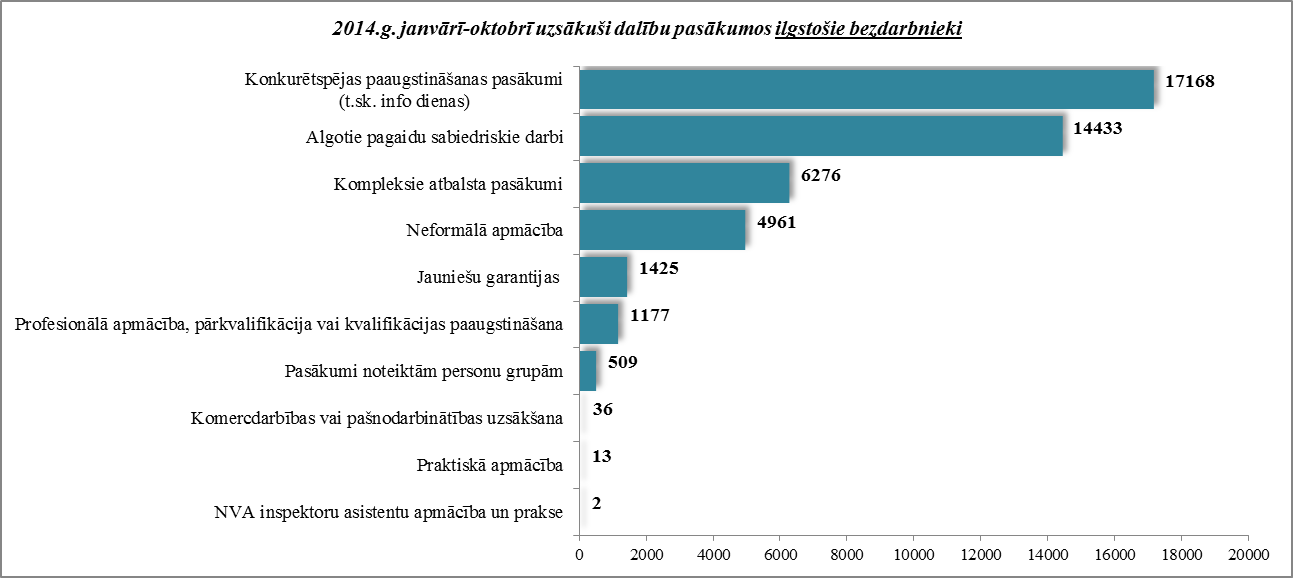 2014.g. janvārī-oktobrī uzsākuši dalību pasākumos ilgstošie bezdarbnieki
Konkurētspējas paaugstināšanas pasākumi
(t.sk. info dienas)
17168
Algotie pagaidu sabiedriskie darbi
14433
Kompleksie atbalsta pasākumi
6276
Neformālā apmācība
4961
Jauniešu garantijas
1425
Profesionālā apmācība, pārkvalifikācija vai kvalifikācijas paaugstināšana
1177
Pasākumi noteiktām personu grupām
509
Komercdarbības vai pašnodarbinātības uzsākšana
36
Praktiskā apmācība
13
NVA inspektoru asistentu apmācība un prakse
2
0 2000 4000 6000 8000 10000 12000 14000 16000 18000 20000